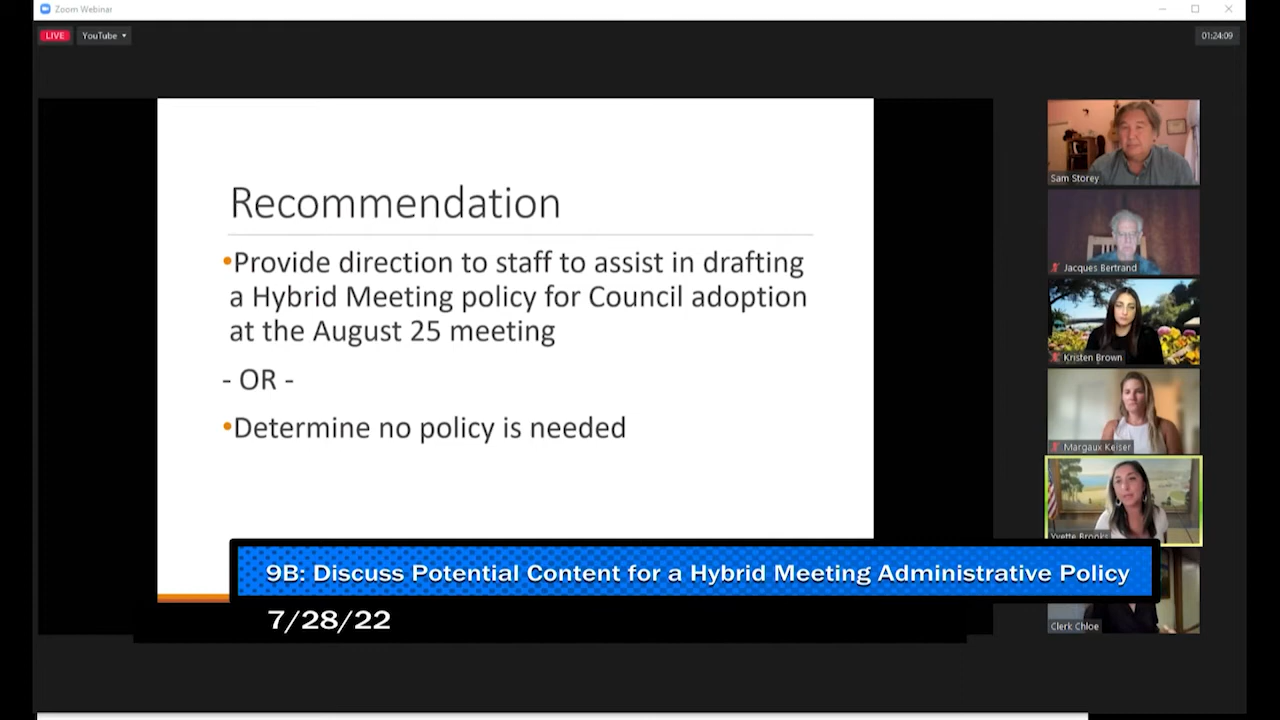 Zoom Webinar
LIVE
YouTube
01:24:09
Recommendation
•Provide direction to staff to assist in drafting
a Hybrid Meeting policy for Council adoption
at the August 25 meeting
- OR -
•Determine no policy is needed
Sam Storey
Jacques Bertrand
Kristen Brown
Margaux Keiser
Yvette Brooks
Clerk Chloe
9B: Discuss Potential Content for a Hybrid Meeting Administrative Policy
7/28/22